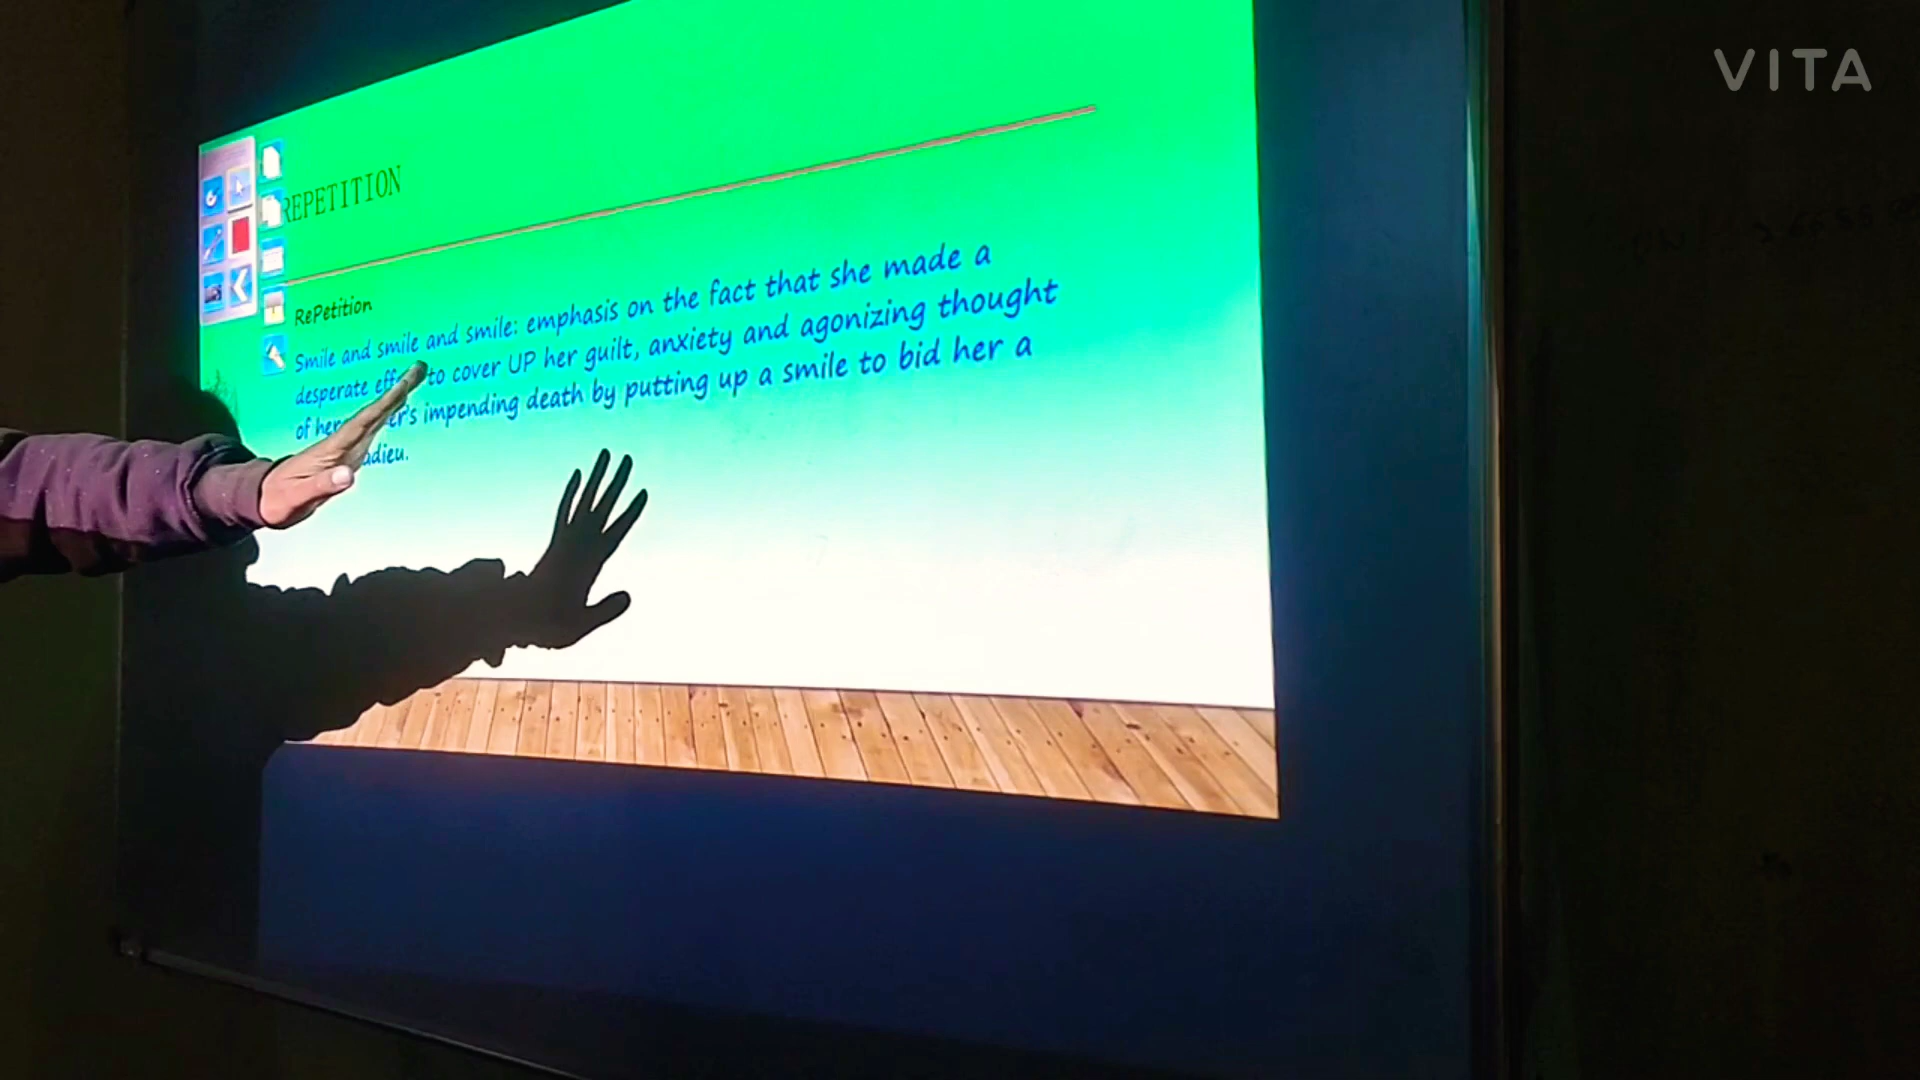 VITA
REPETITION
RePetition
Smile and smile and smile: emphasis on the fact that she made a
desperate to cover UP her guilt, anxiety and agonizing thought
of her impending death by putting up a smile to bid her a
adieu.